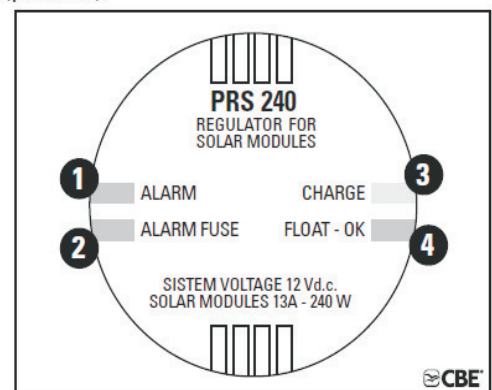 PRS 240
REGULATOR FOR
SOLAR MODULES
1 ALARM CHARGE 3
2 ALARM FUSE FLOAT - OK 4
SISTEM VOLTAGE 12 Vd.c.
SOLAR MODULES 13A - 240 W
CBE